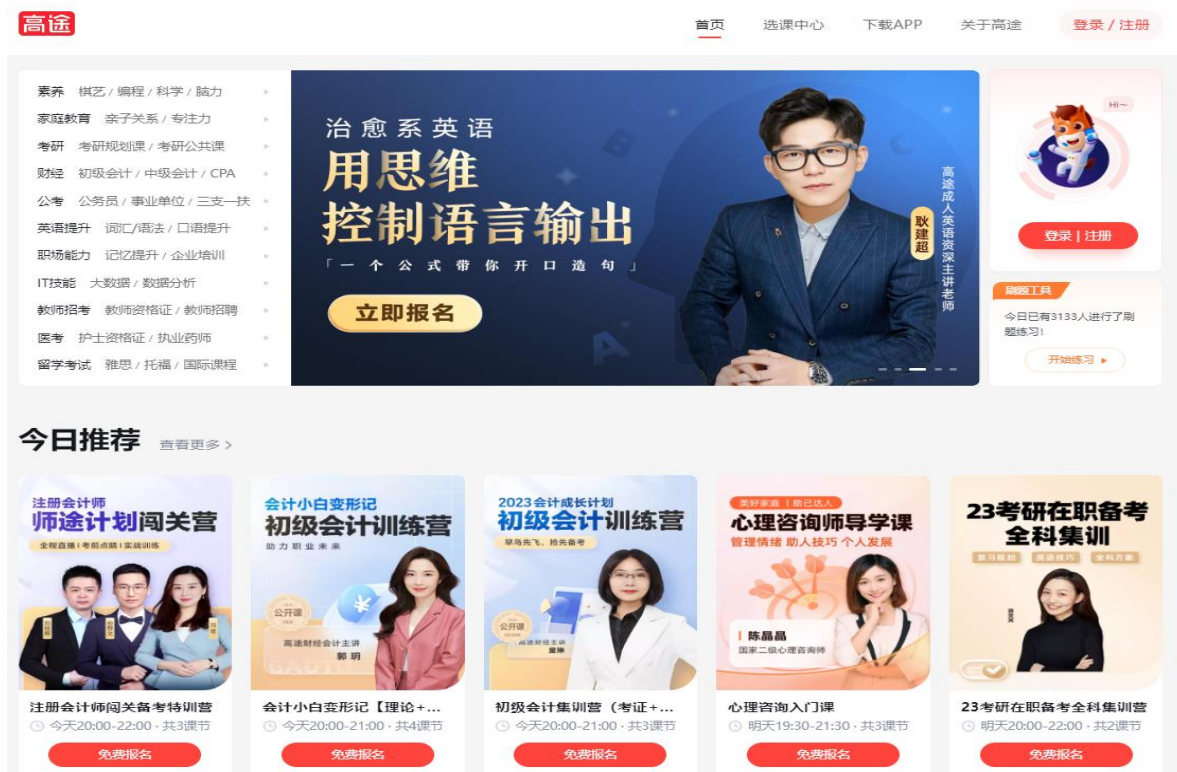 高途
首页 选课中心 下载APP 关于高途 登录 / 注册
素养 棋艺 / 编程 / 科学 / 脑力
家庭教育 亲子关系 / 专注力
考研 考研规划课 / 考研公共课
财经 初级会计 / 中级会计 / CPA
公考 公务员 / 事业单位 / 三支一扶
英语提升 词汇/语法 / 口语提升
职场能力 记忆提升 / 企业培训
IT技能 大数据 / 数据分析
教师招考 教师资格证 / 教师招聘
医考 护士资格证 / 执业药师
留学考试 雅思 / 托福 / 国际课程
治愈系英语
用思维
控制语言输出
「一个公式带你开口造句」
立即报名
高途成人英语资深主讲老师
耿建超
Hi~
登录 | 注册
刷题工具
今日已有3133人进行了刷
题练习!
开始练习
今日推荐 查看更多 >
注册会计师
师途计划闯关营
全程直播 | 考前点睛 | 实战训练
注册会计师闯关备考特训营
今天20:00-22:00 · 共3课节
免费报名
会计小白变形记
初级会计训练营
助力职业未来
公开课
高途财经会计主讲
郭玥
会计小白变形记【理论+...
今天20:00-21:00 · 共4课节
免费报名
2023会计成长计划
初级会计训练营
早鸟先飞，抢先备考
公开课
高途财经主讲
初级会计集训营（考证+...
今天20:00-21:00 · 共3课节
免费报名
美好家庭 | 助己达人
心理咨询师导学课
管理情绪 助人技巧 个人发展
陈晶晶
国家二级心理咨询师
心理咨询入门课
明天19:30-21:30 · 共3课节
免费报名
23考研在职备考
全科集训
复习规划 英语技巧 全科方案
23考研在职备考全科集训营
明天20:00-22:00 · 共2课节
免费报名